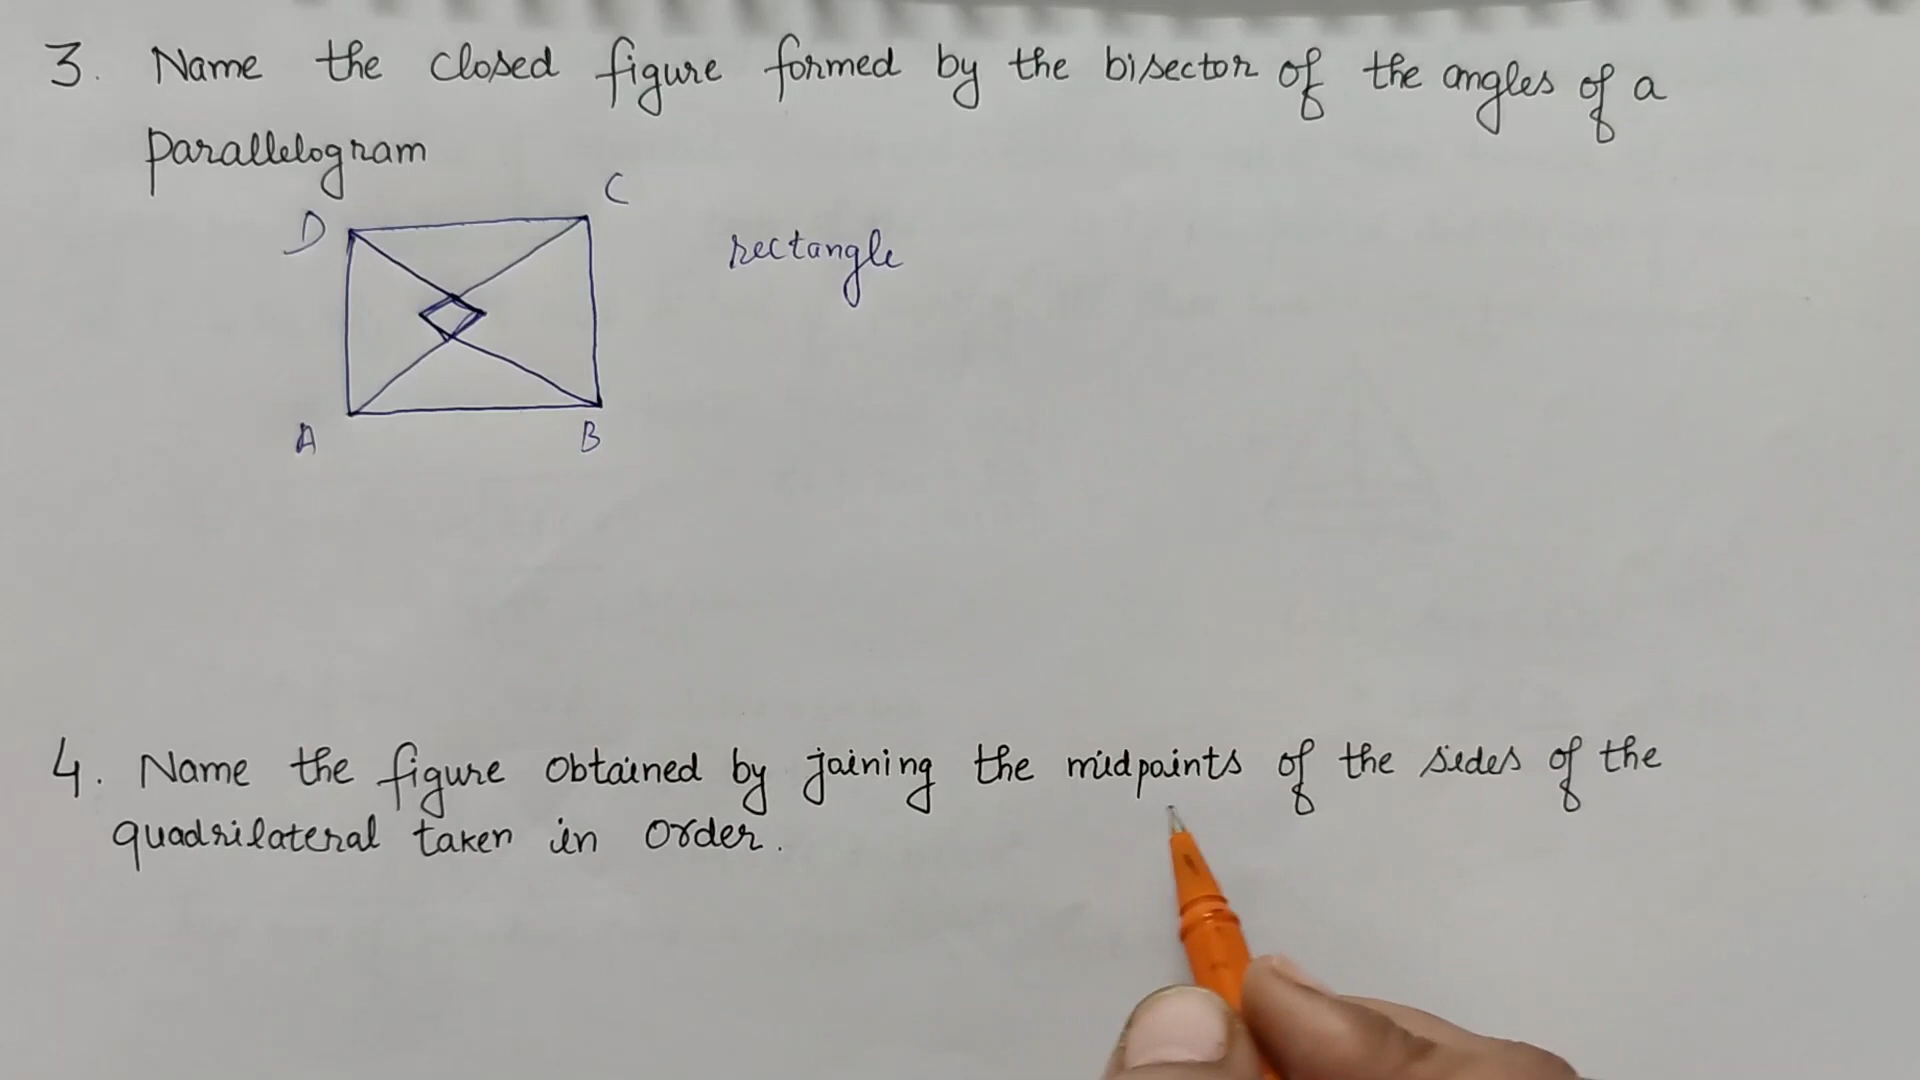 3. Name the closed figure formed by the bisector of the angles of a
parallelogram
D C
rectangle
A B
4. Name the figure obtained by joining the midpoints of the sides of the
quadrilateral taken in order.